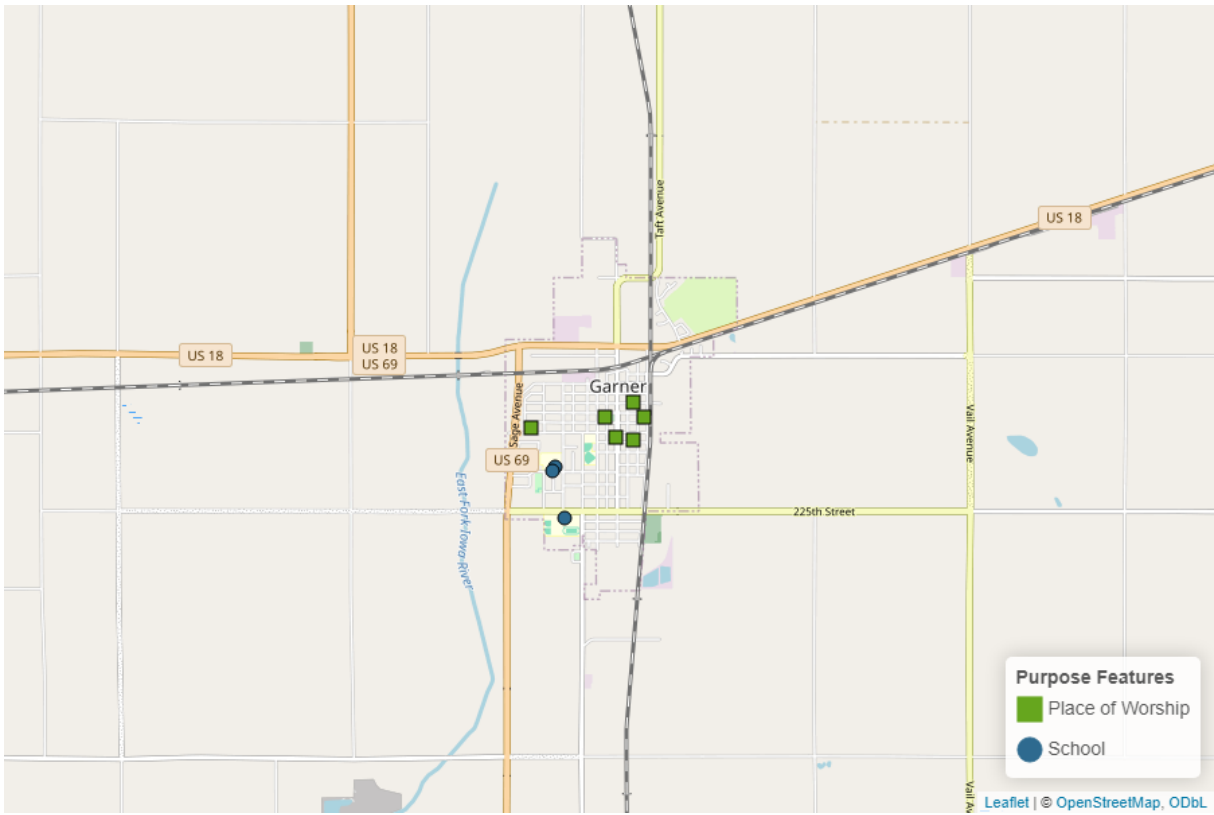 Taft Avenue
US 18
US 18
US 18
US 69
Garner
Sage Avenue
Vail Avenue
US 69
East Fork Iowa River
225th Street
Purpose Features
Place of Worship
School
Vail Av
Leaflet | © OpenStreetMap, ODbL